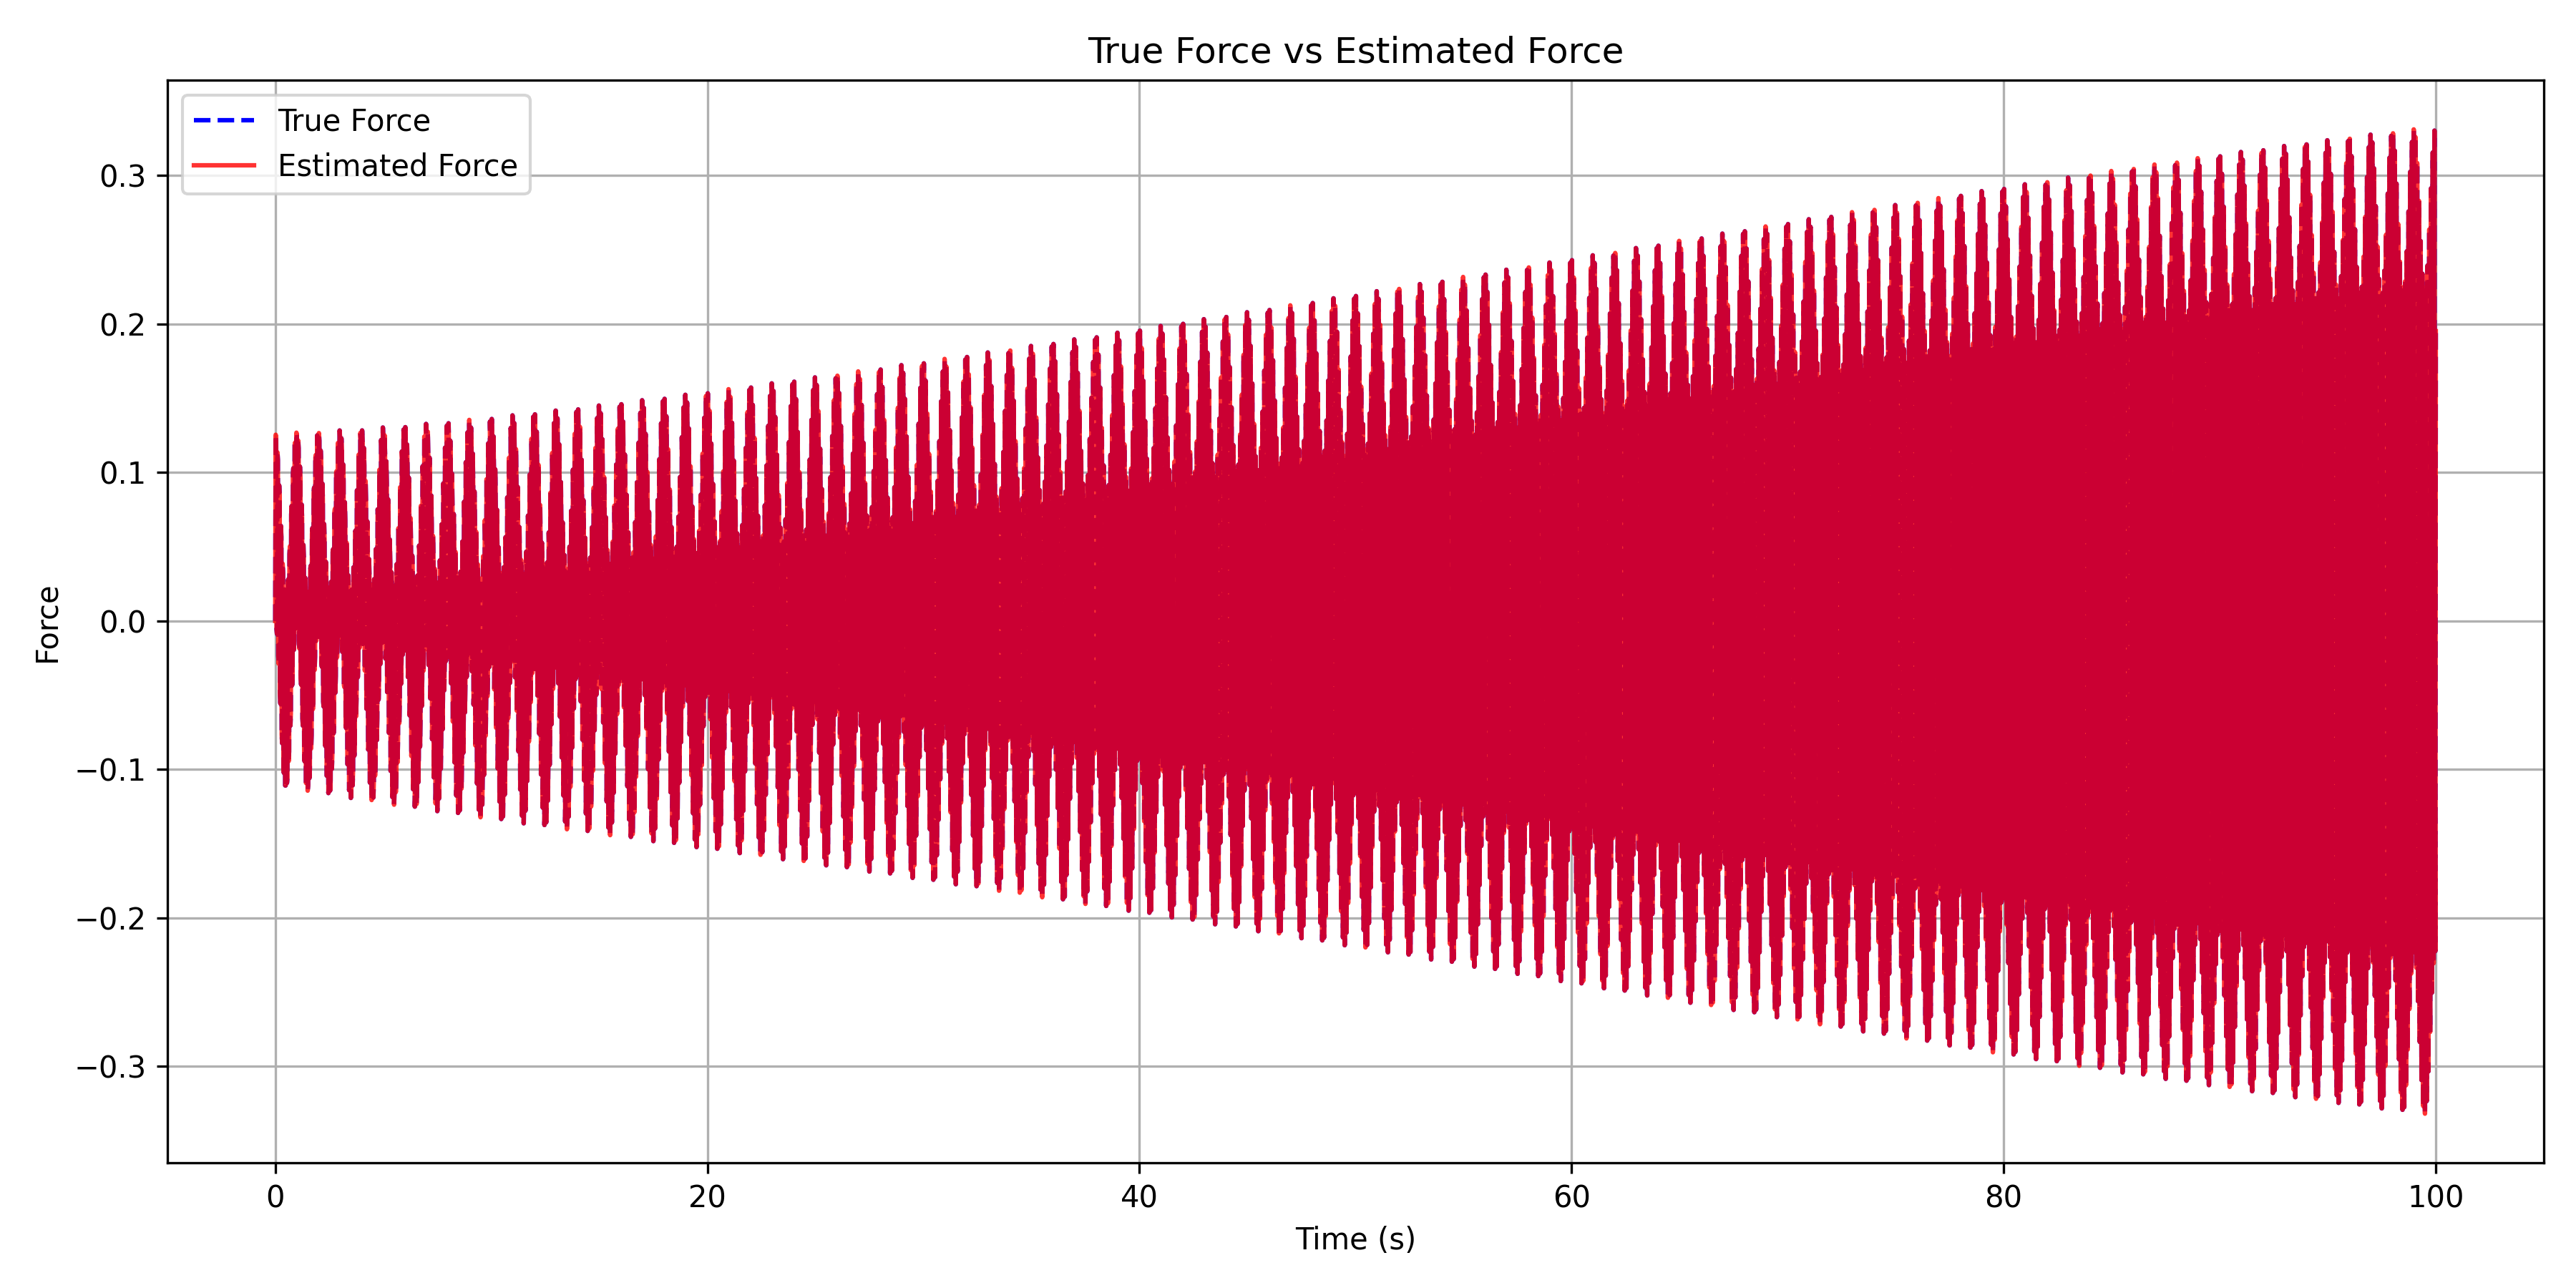 True Force vs Estimated Force
True Force
Estimated Force
Force
0.3
0.2
0.1
0.0
−0.1
−0.2
−0.3
0 20 40 60 80 100
Time (s)